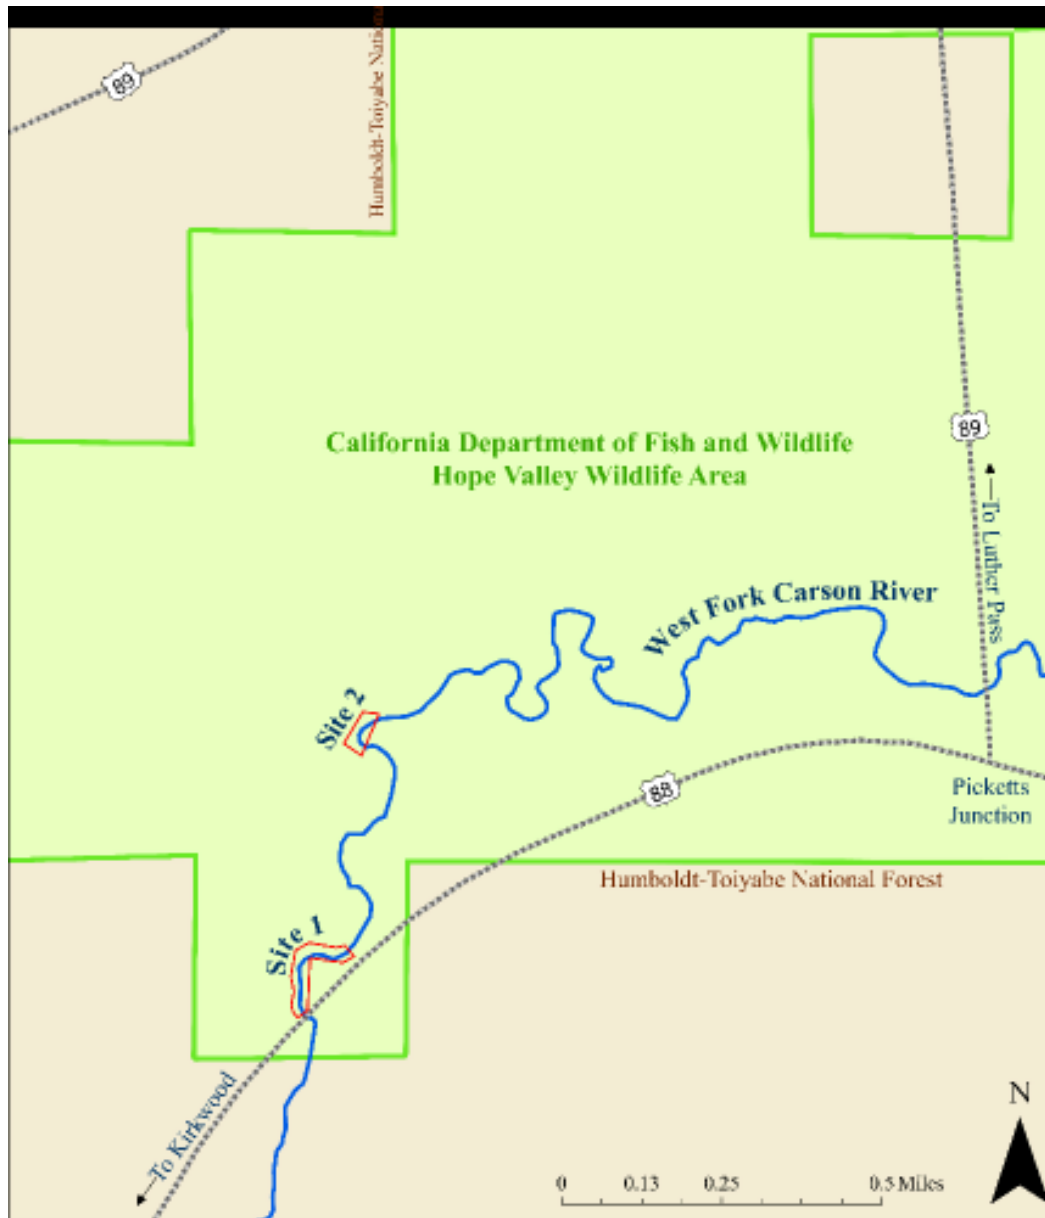 89
Humboldt-Toiyabe National
89
California Department of Fish and Wildlife
Hope Valley Wildlife Area
To Luther Pass
West Fork Carson River
Site 2
88
Picketts
Junction
Humboldt-Toiyabe National Forest
Site 1
To Kirkwood
N
0 0.13 0.25 0.5 Miles